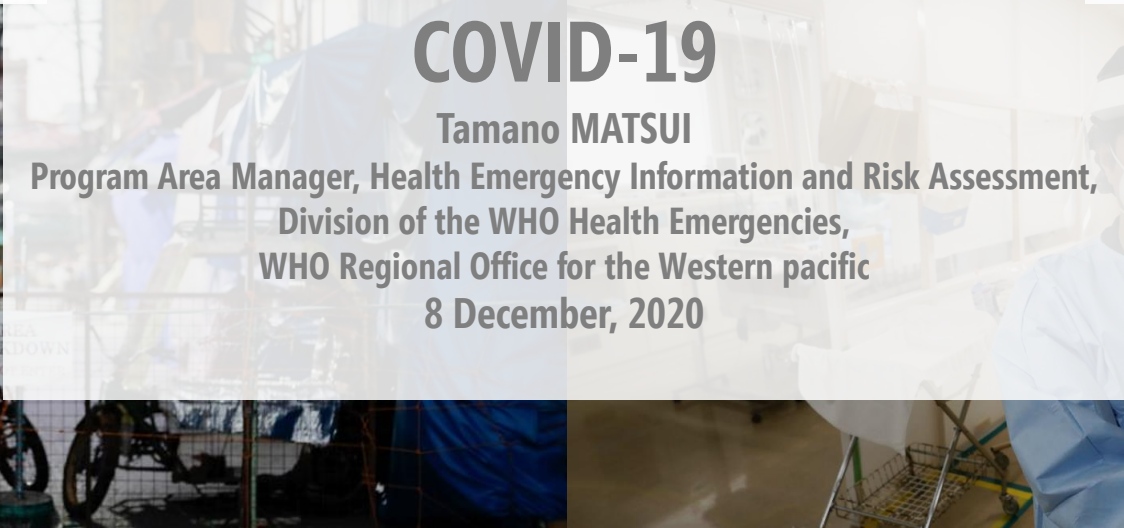 COVID-19
Tamano MATSUI
Program Area Manager, Health Emergency Information and Risk Assessment,
Division of the WHO Health Emergencies,
WHO Regional Office for the Western pacific
8 December, 2020